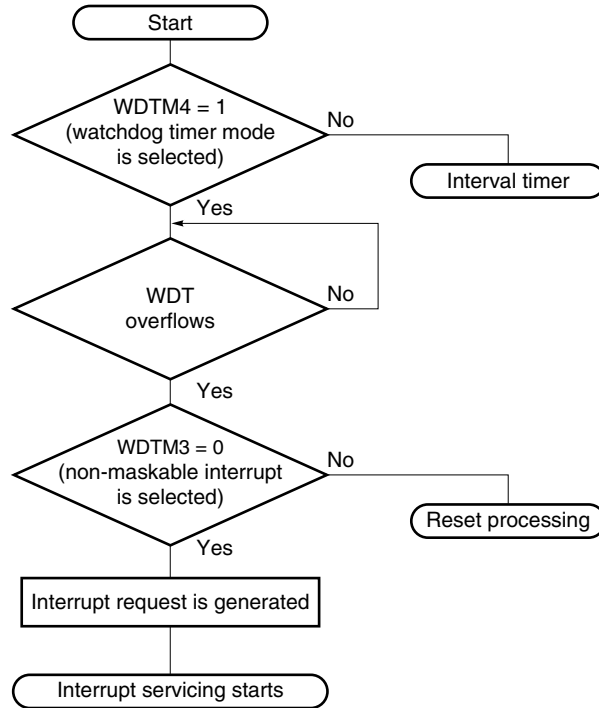 Start
WDTM4 = 1
(watchdog timer mode
is selected)
No
Interval timer
Yes
WDT
overflows
No
Yes
WDTM3 = 0
(non-maskable interrupt
is selected)
No
Reset processing
Yes
Interrupt request is generated
Interrupt servicing starts